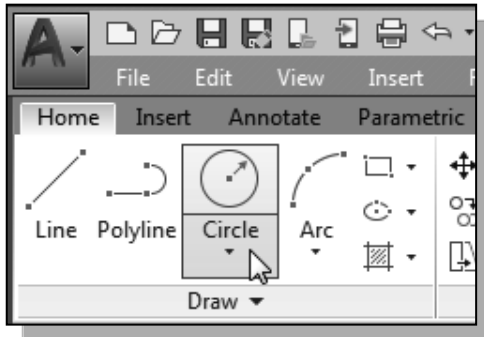 File Edit View Insert
Home Insert Annotate Parametric
Line Polyline Circle Arc
Draw